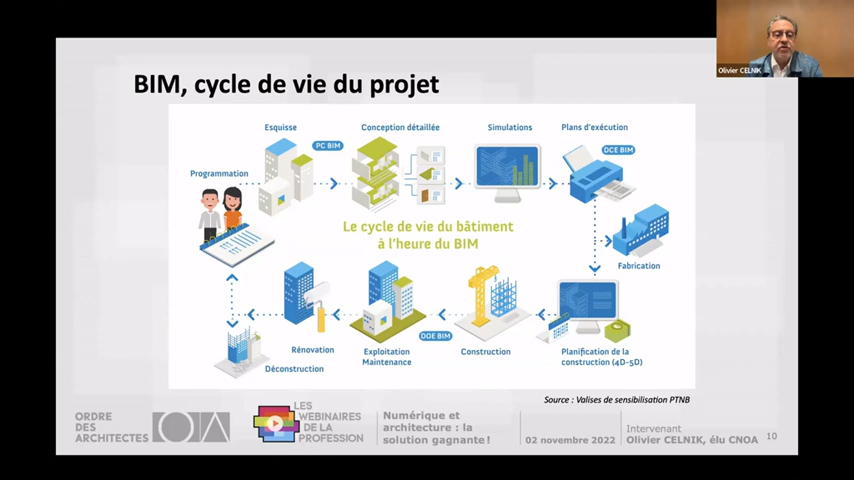 Olivier CELNIK
BIM, cycle de vie du projet
Esquisse
PC BIM
Conception détaillée
Simulations
Plans d'exécution
DCE BIM
Programmation
Le cycle de vie du bâtiment
à l'heure du BIM
Fabrication
Rénovation
Déconstruction
Exploitation
Maintenance
DOE BIM
Construction
Planification de la
construction (4D-5D)
Source : Valises de sensibilisation PTNB
ORDRE
DES
ARCHITECTES
LES
WEBINAIRES
DE LA
PROFESSION
Numérique et
architecture : la
solution gagnante !
02 novembre 2022
Intervenant
Olivier CELNIK, élu CNOA
10